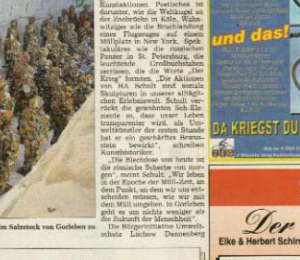 Kunstaktionen. Poetisches ist
darunter, wie die Weltkugel an
der Zoobrücke in Köln, Wahn-
witziges wie die Bruchlandung
eines Flugzeuges auf einem
Müllplatz in New York, Spek-
takuläres wie die russischen
Panzer in St. Petersburg, die
leuchtende Großbuchstaben
zerrissen, die die Worte „Der
Krieg" formten. „Die Aktionen
von HA Schult sind soziale
Skulpturen in unserer alltägli-
chen Erlebniswelt. Schult ver-
rückt die gewohnten Seh-Ele-
mente so, dass unser Leben
transparenter wird, als Um-
weltkünstler der ersten Stunde
hat er ein geschärftes Bewus-
stsein bewirkt", schreiben
Kunsthistoriker.
„Die Blechdose von heute ist
die römische Scherbe von mor-
gen", meint Schult: „Wir leben
in der Epoche der Müll-Zeit, an
dem Punkt, an dem wir uns ent-
scheiden müssen, wie wir mit
dem Müll umgehen. In Gorleben
geht es um nichts weniger als
die Zukunft der Menschheit".
Die Bürgerinitiative Umwelt-
schutz Lüchow Dannenberg
im Salzstock von Gorleben zu
und das!
DA KRIEGST DU
Der
Elke & Herbert Schir